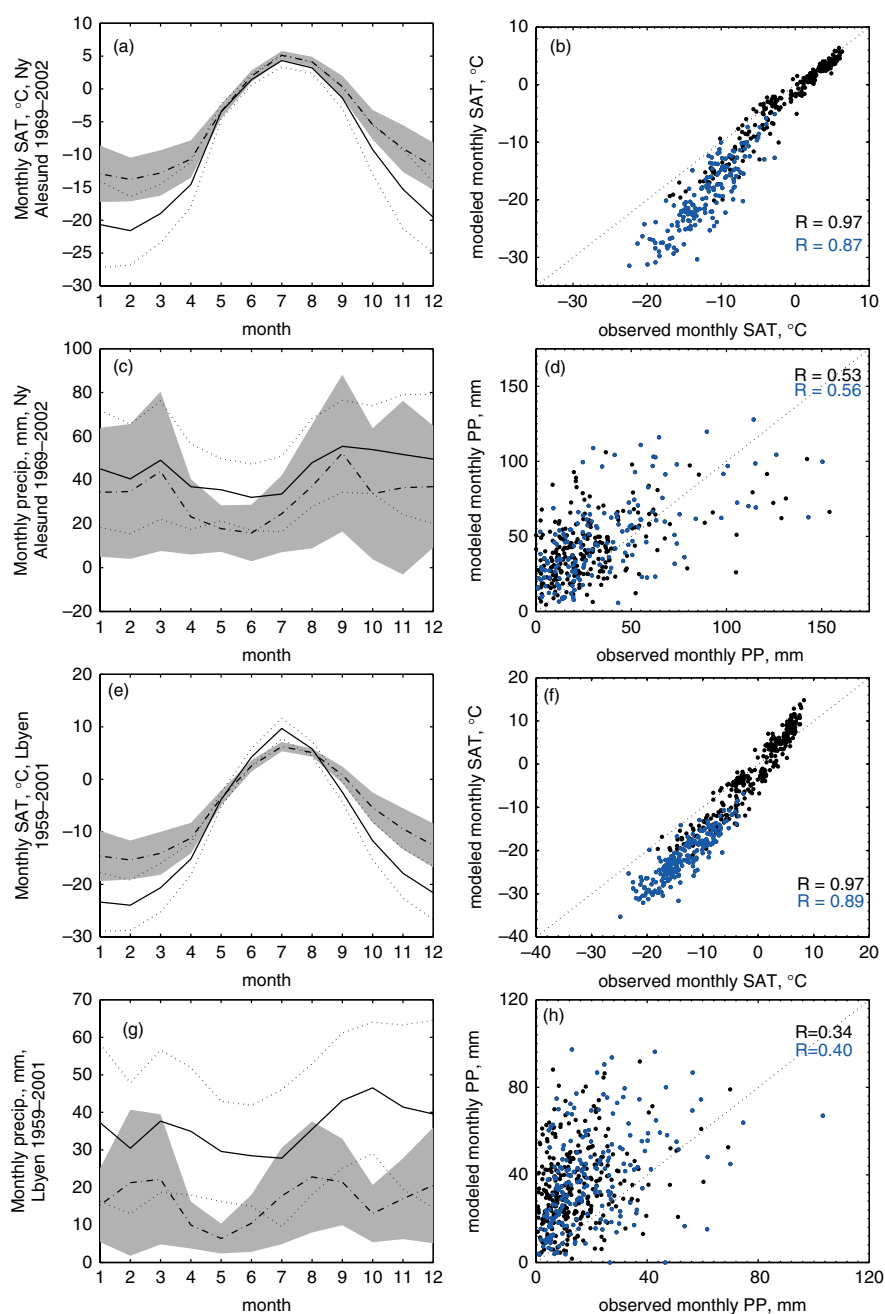 (a)
Monthly SAT, °C, Ny
Alesund 1969–2002
10
5
0
–5
–10
–15
–20
–25
–30
1 2 3 4 5 6 7 8 9 10 11 12
month
(b)
modeled monthly SAT, °C
0
–10
–20
–30
R = 0.97
R = 0.87
–30 –20 –10 0 10
observed monthly SAT, °C
(c)
Monthly precip., mm, Ny
Alesund 1969–2002
100
80
60
40
20
0
–20
1 2 3 4 5 6 7 8 9 10 11 12
month
(d)
modeled monthly PP, mm
150
100
50
0
R = 0.53
R = 0.56
0 50 100 150
observed monthly PP, mm
(e)
Monthly SAT, °C, Lbyen
1959–2001
20
10
0
–10
–20
–30
1 2 3 4 5 6 7 8 9 10 11 12
month
(f)
modeled monthly SAT, °C
20
10
0
–10
–20
–30
–40
R = 0.97
R = 0.89
–40 –30 –20 –10 0 10 20
observed monthly SAT, °C
(g)
Monthly precip., mm,
Lbyen 1959–2001
70
60
50
40
30
20
10
0
1 2 3 4 5 6 7 8 9 10 11 12
month
(h)
modeled monthly PP, mm
120
80
40
0
R=0.34
R=0.40
0 40 80 120
observed monthly PP, mm